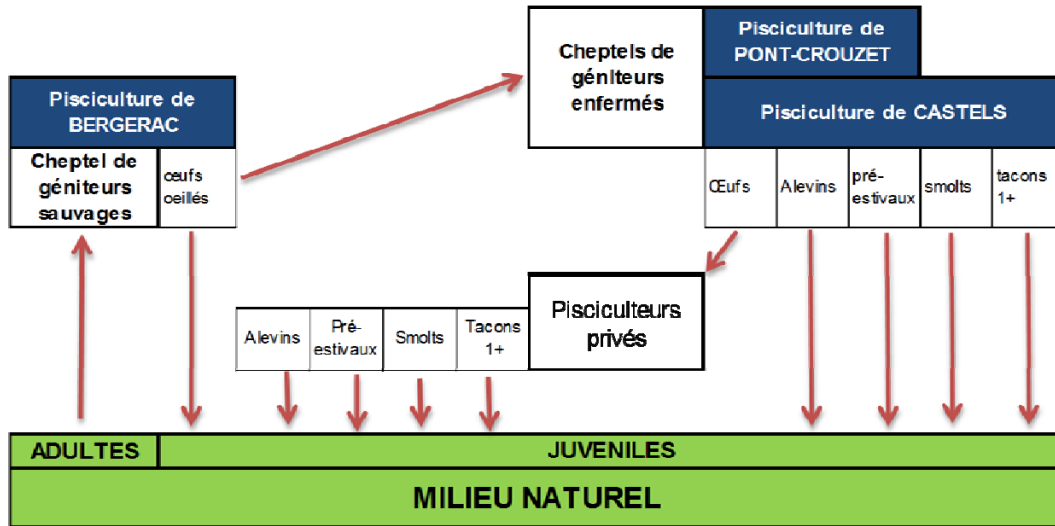 Pisciculture de
BERGERAC
Cheptel de
géniteurs
sauvages
œufs
oeillés
Cheptels de
géniteurs
enfermés
Pisciculture de
PONT-CROUZET
Pisciculture de CASTELS
Œufs
Alevins
pré-
estivaux
smolts
tacons
1+
Alevins
Pré-
estivaux
Smolts
Tacons
1+
Pisciculteurs
privés
ADULTES
JUVENILES
MILIEU NATUREL